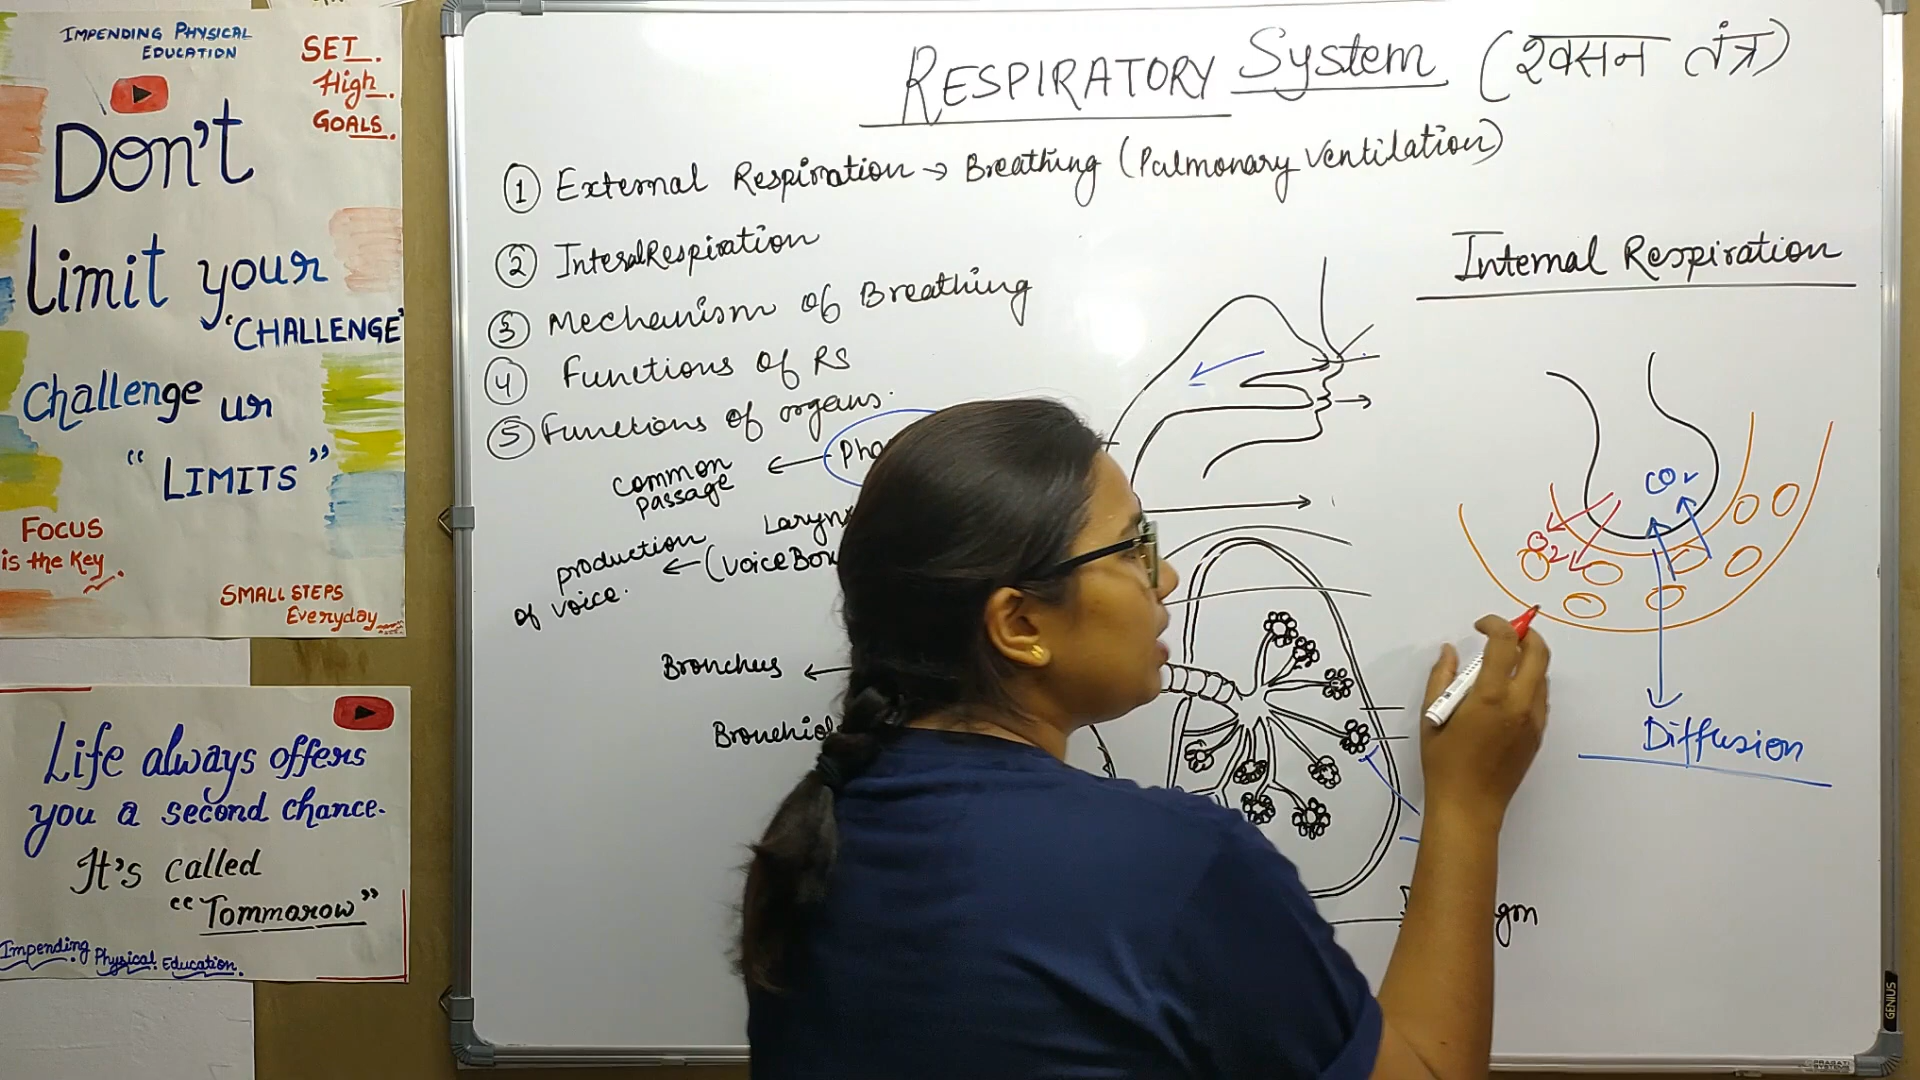 IMPENDING PHYSICAL
EDUCATION
SET
High
GOALS.
Don't
Limit your
'CHALLENGE'
Challenge ur
"LIMITS"
FOCUS
is the Key.
SMALL STEPS
Everyday
Life always offers
you a second chance.
It's called
"Tommorow"
Impending Physical Education.
RESPIRATORY System (श्वसन तंत्र)
① External Respiration → Breathing (Pulmonary Ventilation)
② InteralRespiration
③ Mechanism of Breathing
④ Functions of RS
⑤ Functions of organs.
common
passage
production
of voice.
(Voice Box
Bronchus
Internal Respiration
CO2
O2
Diffusion
GENIUS